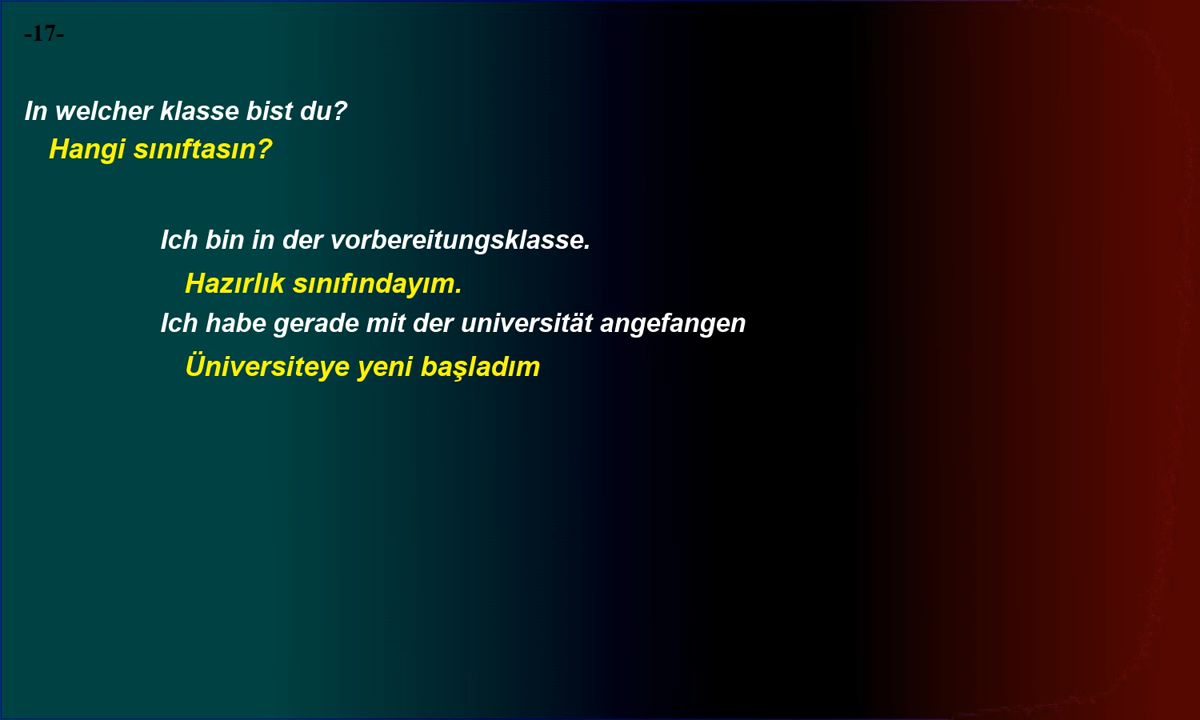 -17-
In welcher klasse bist du?
Hangi sınıftasın?
Ich bin in der vorbereitungsklasse.
Hazırlık sınıfındayım.
Ich habe gerade mit der universität angefangen
Üniversiteye yeni başladım